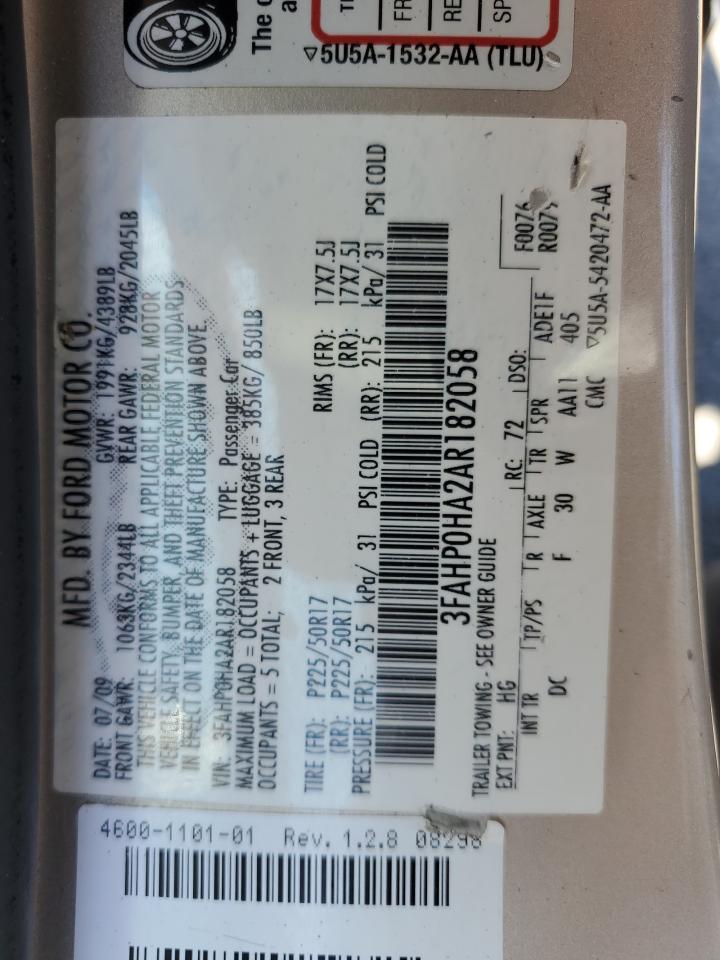 The
a
▽5U5A-1532-AA (TLU)
MFD. BY FORD MOTOR CO.
DATE: 07/09 GVWR: 1991KG/4389LB
FRONT GAWR: 1063KG/2344LB REAR GAWR: 928KG/2045LB
THIS VEHICLE CONFORMS TO ALL APPLICABLE FEDERAL MOTOR
VEHICLE SAFETY, BUMPER, AND THEFT PREVENTION STANDARDS
IN EFFECT ON THE DATE OF MANUFACTURE SHOWN ABOVE.
VIN: 3FAHP0HA2AR182058 TYPE: Passenger Car
MAXIMUM LOAD = OCCUPANTS + LUGGAGE = 385KG/ 850LB
OCCUPANTS = 5 TOTAL; 2 FRONT, 3 REAR
TIRE (FR): P225/50R17 RIMS (FR): 17X7.5J
(RR): P225/50R17 (RR): 17X7.5J
PRESSURE (FR): 215 kPa/ 31 PSI COLD (RR): 215 kPa/ 31 PSI COLD
3FAHP0HA2AR182058
TRAILER TOWING - SEE OWNER GUIDE
EXT PNT: HG RC: 72 DSO: F0076
R0075
INT TR TP/PS R AXLE TR SPR ADE1F
DC F 30 W AA11 405
CMC ▽5U5A-5420472-AA
4600-1101-01 Rev. 1.2.8 08298